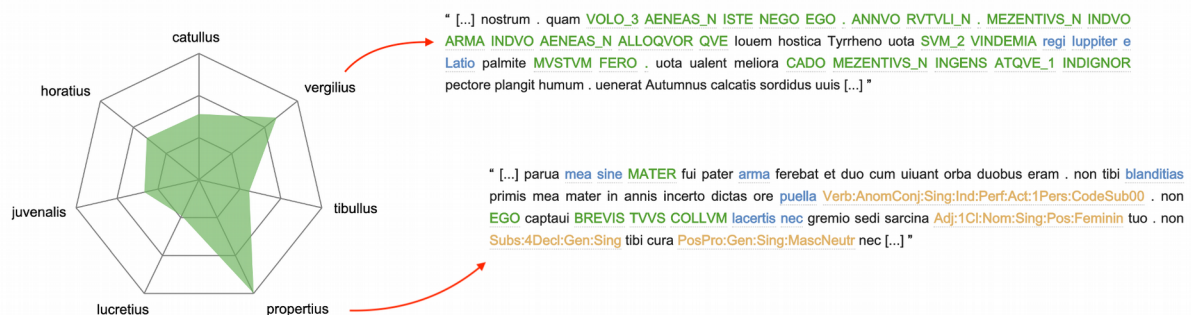 catullus
vergilius
horatius
juvenalis
tibullus
lucretius
propertius
“ [...] nostrum . quam VOLO_3 AENEAS_N ISTE NEGO EGO . ANNVO RVTVLI_N . MEZENTIVS_N INDVO
ARMA INDVO AENEAS_N ALLOQVOR QVE Iouem hostica Tyrrheno uota SVM_2 VINDEMIA regi Iuppiter e
Latio palmite MVSTVM FERO . uota ualent meliora CADO MEZENTIVS_N INGENS ATQVE_1 INDIGNOR
pectore plangit humum . uenerat Autumnus calcatis sordidus uuis [...] ”
“ [...] parua mea sine MATER fui pater arma ferebat et duo cum uiuant orba duobus eram . non tibi blanditias
primis mea mater in annis incerto dictas ore puella Verb:AnomConj:Sing:Ind:Perf:Act:1Pers:CodeSub00 . non
EGO captaui BREVIS TVVS COLLVM lacertis nec gremio sedi sarcina Adj:1Cl:Nom:Sing:Pos:Feminin tuo . non
Subs:4Decl:Gen:Sing tibi cura PosPro:Gen:Sing:MascNeutr nec [...] ”